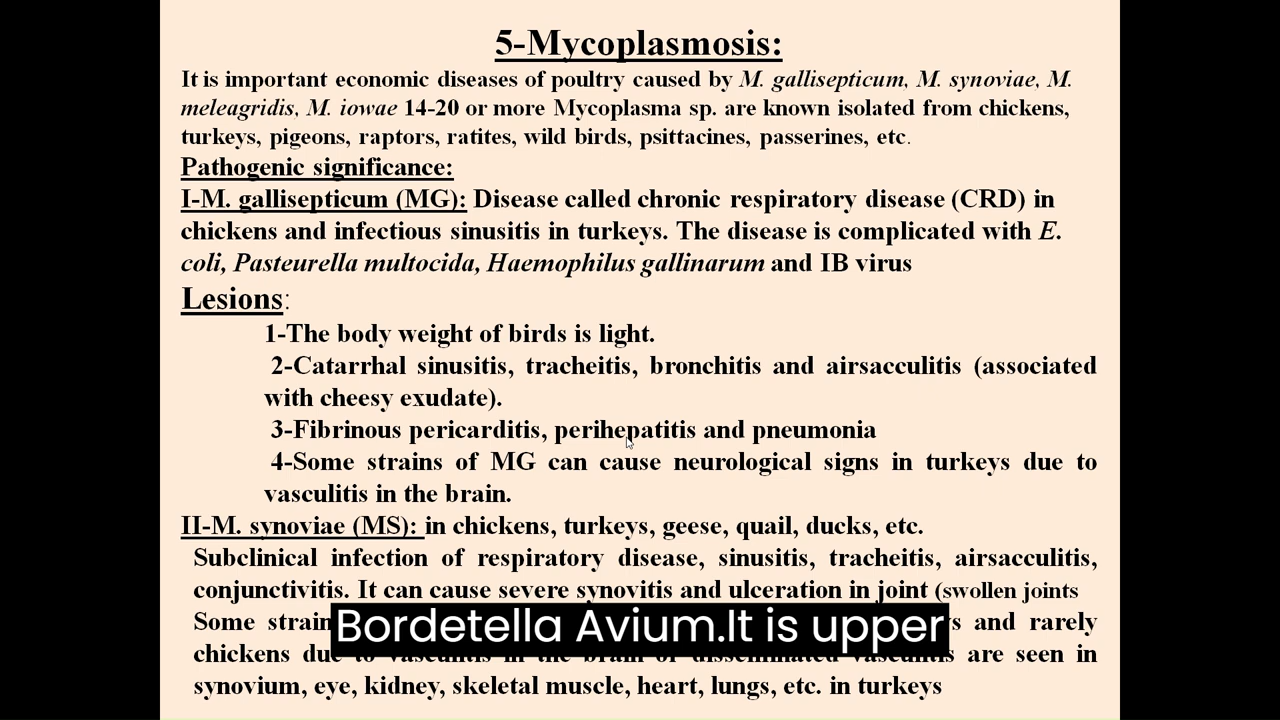 5-Mycoplasmosis:
It is important economic diseases of poultry caused by M. gallisepticum, M. synoviae, M.
meleagridis, M. iowae 14-20 or more Mycoplasma sp. are known isolated from chickens,
turkeys, pigeons, raptors, ratites, wild birds, psittacines, passerines, etc.
Pathogenic significance:
I-M. gallisepticum (MG): Disease called chronic respiratory disease (CRD) in
chickens and infectious sinusitis in turkeys. The disease is complicated with E.
coli, Pasteurella multocida, Haemophilus gallinarum and IB virus
Lesions:
1-The body weight of birds is light.
2-Catarrhal sinusitis, tracheitis, bronchitis and airsacculitis (associated
with cheesy exudate).
3-Fibrinous pericarditis, perihepatitis and pneumonia
4-Some strains of MG can cause neurological signs in turkeys due to
vasculitis in the brain.
II-M. synoviae (MS): in chickens, turkeys, geese, quail, ducks, etc.
Subclinical infection of respiratory disease, sinusitis, tracheitis, airsacculitis,
conjunctivitis. It can cause severe synovitis and ulceration in joint (swollen joints
Some and rarely
Bordetella Avium.It is upper
chickens due to vasculitis in the brain or disseminated vasculitis are seen in
synovium, eye, kidney, skeletal muscle, heart, lungs, etc. in turkeys